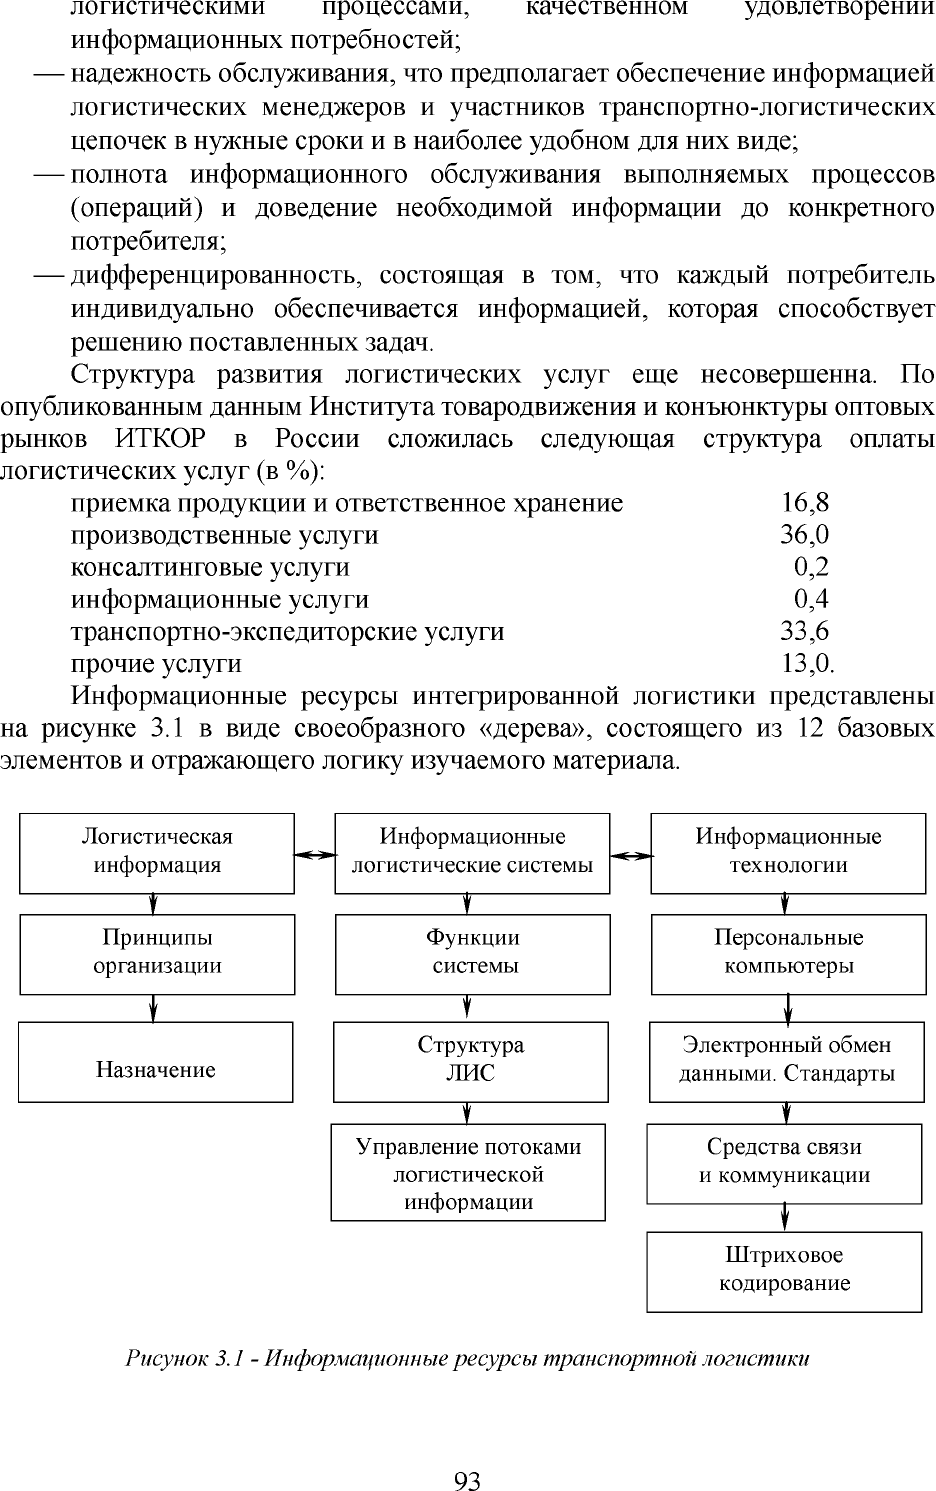 логистическими процессами, качественном удовлетворении
информационных потребностей;
— надежность обслуживания, что предполагает обеспечение информацией
логистических менеджеров и участников транспортно-логистических
цепочек в нужные сроки и в наиболее удобном для них виде;
— полнота информационного обслуживания выполняемых процессов
(операций) и доведение необходимой информации до конкретного
потребителя;
— дифференцированность, состоящая в том, что каждый потребитель
индивидуально обеспечивается информацией, которая способствует
решению поставленных задач.
Структура развития логистических услуг еще несовершенна. По
опубликованным данным Института товародвижения и конъюнктуры оптовых
рынков ИТКОР в России сложилась следующая структура оплаты
логистических услуг (в %):
приемка продукции и ответственное хранение 16,8
производственные услуги 36,0
консалтинговые услуги 0,2
информационные услуги 0,4
транспортно-экспедиторские услуги 33,6
прочие услуги 13,0.
Информационные ресурсы интегрированной логистики представлены
на рисунке 3.1 в виде своеобразного «дерева», состоящего из 12 базовых
элементов и отражающего логику изучаемого материала.
Логистическая
информация
Информационные
логистические системы
Информационные
технологии
Принципы
организации
Функции
системы
Персональные
компьютеры
Назначение
Структура
ЛИС
Электронный обмен
данными. Стандарты
Управление потоками
логистической
информации
Средства связи
и коммуникации
Штриховое
кодирование
Рисунок 3.1 - Информационные ресурсы транспортной логистики
93